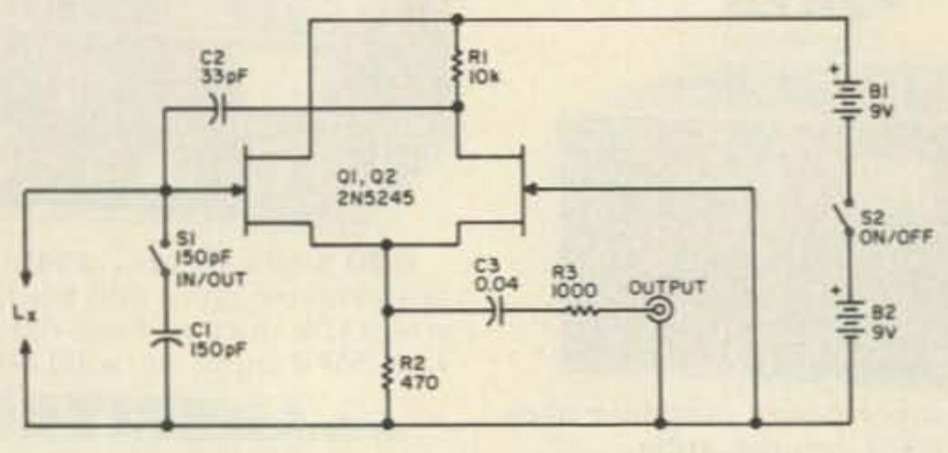 C2
33pF
R1
10k
+
B1
9V
Q1, Q2
2N5245
S1
150pF
IN/OUT
S2
ON/OFF
C3
0.04
R3
1000
OUTPUT
+
B2
9V
Lx
C1
150pF
R2
470